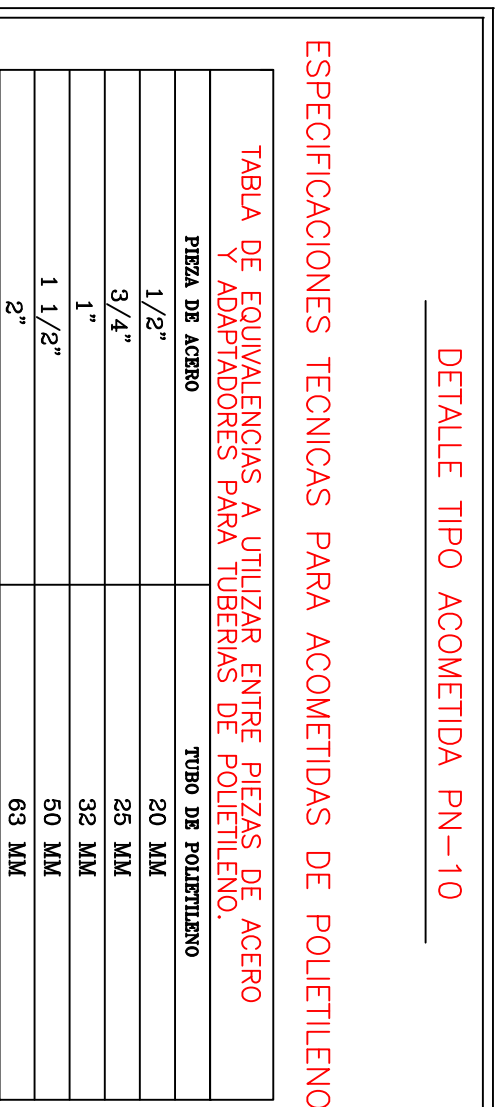 DETALLE TIPO ACOMETIDA PN-10
ESPECIFICACIONES TECNICAS PARA ACOMETIDAS DE POLIETILENO
TABLA DE EQUIVALENCIAS A UTILIZAR ENTRE PIEZAS DE ACERO
Y ADAPTADORES PARA TUBERIAS DE POLIETILENO.
PIEZA DE ACERO TUBO DE POLIETILENO
1/2" 20 MM
3/4" 25 MM
1" 32 MM
1 1/2" 50 MM
2" 63 MM